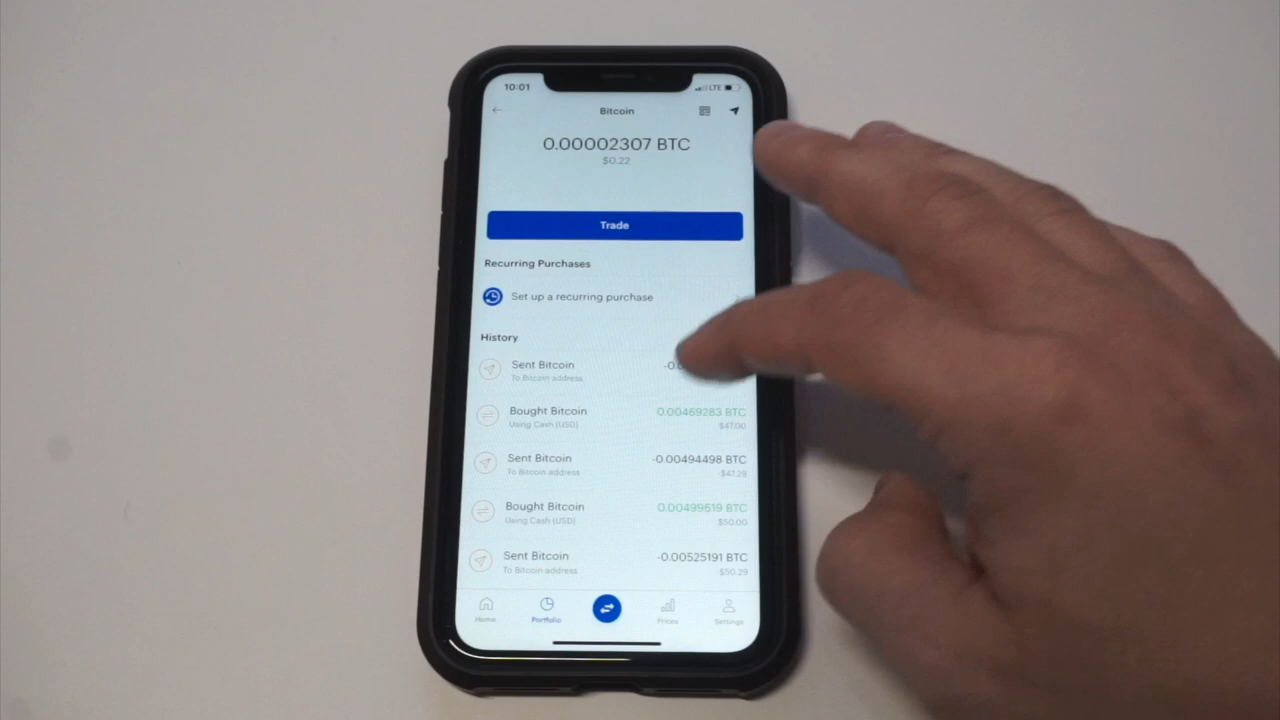 10:01
LTE
Bitcoin
0.00002307 BTC
$0.22
Trade
Recurring Purchases
Set up a recurring purchase
History
Sent Bitcoin
To Bitcoin address
Bought Bitcoin 0.00469283 BTC
Using Cash (USD) $47.00
Sent Bitcoin -0.00494498 BTC
To Bitcoin address -$47.29
Bought Bitcoin 0.00499619 BTC
Using Cash (USD) $50.00
Sent Bitcoin -0.00525191 BTC
To Bitcoin address $50.29
Home Portfolio Prices Settings